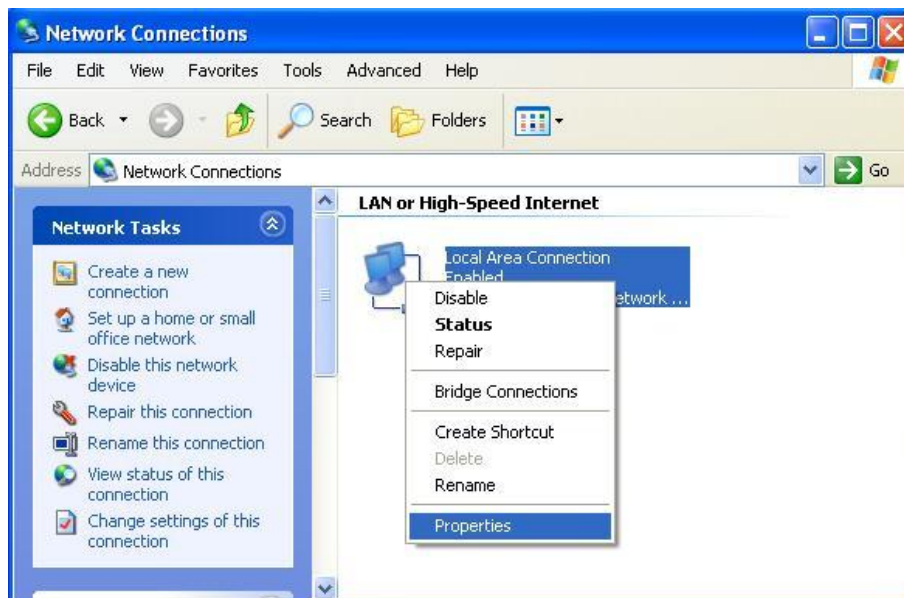 Network Connections
File Edit View Favorites Tools Advanced Help
Back Search Folders
Address Network Connections Go
Network Tasks
Create a new
connection
Set up a home or small
office network
Disable this network
device
Repair this connection
Rename this connection
View status of this
connection
Change settings of this
connection
LAN or High-Speed Internet
Local Area Connection
Enabled
etwork ...
Disable
Status
Repair
Bridge Connections
Create Shortcut
Delete
Rename
Properties